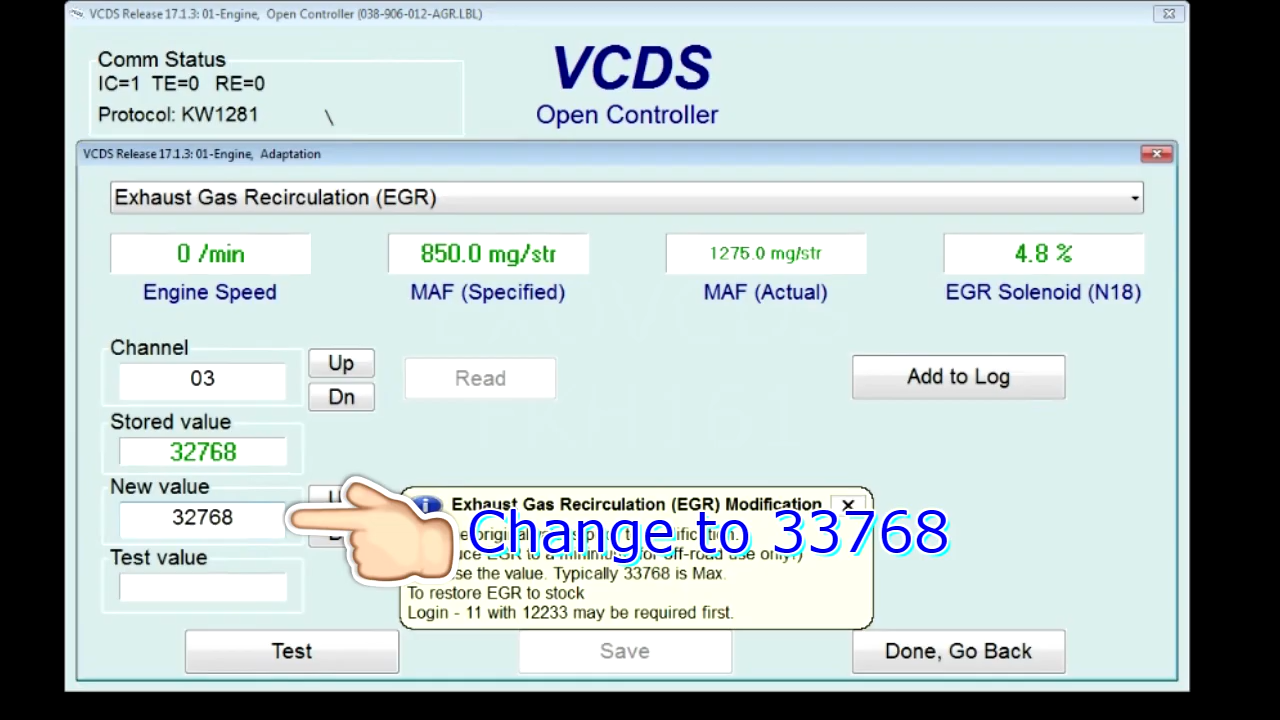 VCDS Release 17.1.3: 01-Engine, Open Controller (038-906-012-AGR.LBL)
Comm Status
IC=1 TE=0 RE=0
Protocol: KW1281 \
VCDS
Open Controller
VCDS Release 17.1.3: 01-Engine, Adaptation
Exhaust Gas Recirculation (EGR)
0 /min 850.0 mg/str 1275.0 mg/str 4.8 %
Engine Speed MAF (Specified) MAF (Actual) EGR Solenoid (N18)
Channel
03
Up
Dn
Read
Add to Log
Stored value
32768
New value
32768
Test value
Exhaust Gas Recirculation (EGR) Modification
Change to 33768
the value. Typically 33768 is Max.
To restore EGR to stock
Login - 11 with 12233 may be required first.
Test Save Done, Go Back